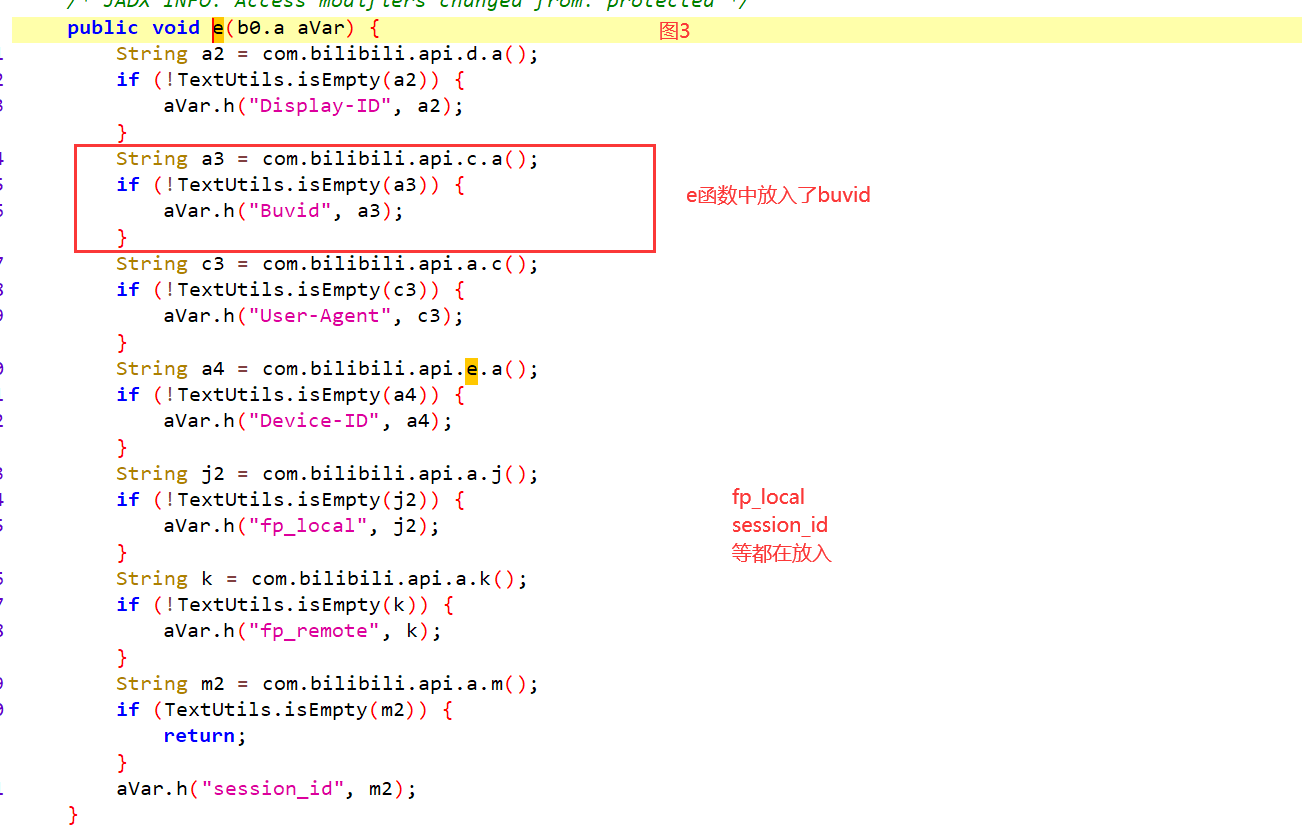 /* JADX INFO: Access modifiers changed from: protected */
public void e(b0.a aVar) {
图3
String a2 = com.bilibili.api.d.a();
if (!TextUtils.isEmpty(a2)) {
aVar.h("Display-ID", a2);
}
String a3 = com.bilibili.api.c.a();
if (!TextUtils.isEmpty(a3)) {
aVar.h("Buvid", a3);
}
e函数中放入了buvid
String c3 = com.bilibili.api.a.c();
if (!TextUtils.isEmpty(c3)) {
aVar.h("User-Agent", c3);
}
String a4 = com.bilibili.api.e.a();
if (!TextUtils.isEmpty(a4)) {
aVar.h("Device-ID", a4);
}
String j2 = com.bilibili.api.a.j();
if (!TextUtils.isEmpty(j2)) {
aVar.h("fp_local", j2);
}
fp_local
session_id
等都在放入
String k = com.bilibili.api.a.k();
if (!TextUtils.isEmpty(k)) {
aVar.h("fp_remote", k);
}
String m2 = com.bilibili.api.a.m();
if (TextUtils.isEmpty(m2)) {
return;
}
aVar.h("session_id", m2);
}